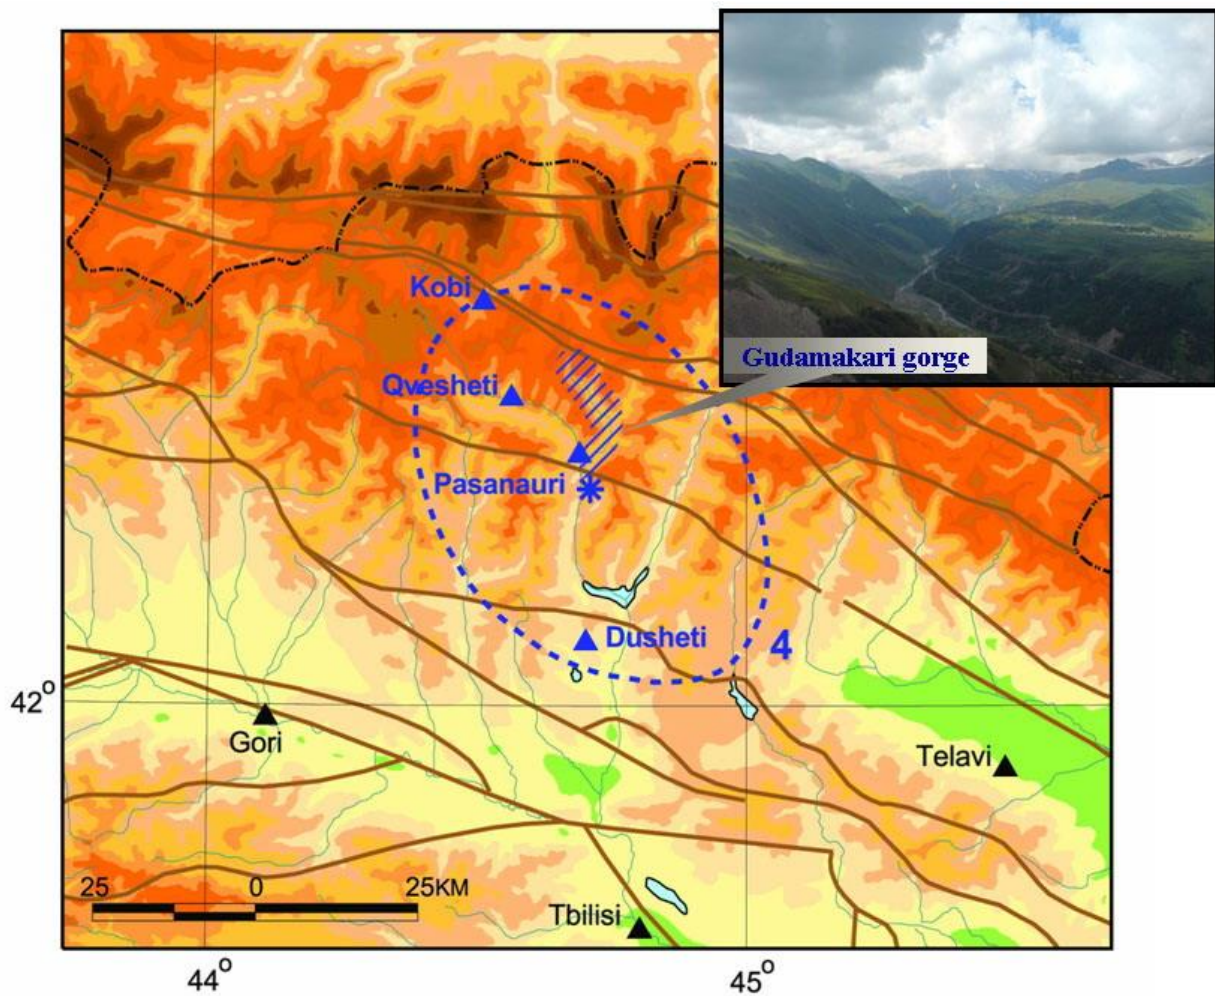 Gudamakari gorge
Kobi
Qvesheti
Pasanauri
Dusheti
4
42°
Gori
Telavi
25 0 25KM
Tbilisi
44° 45°